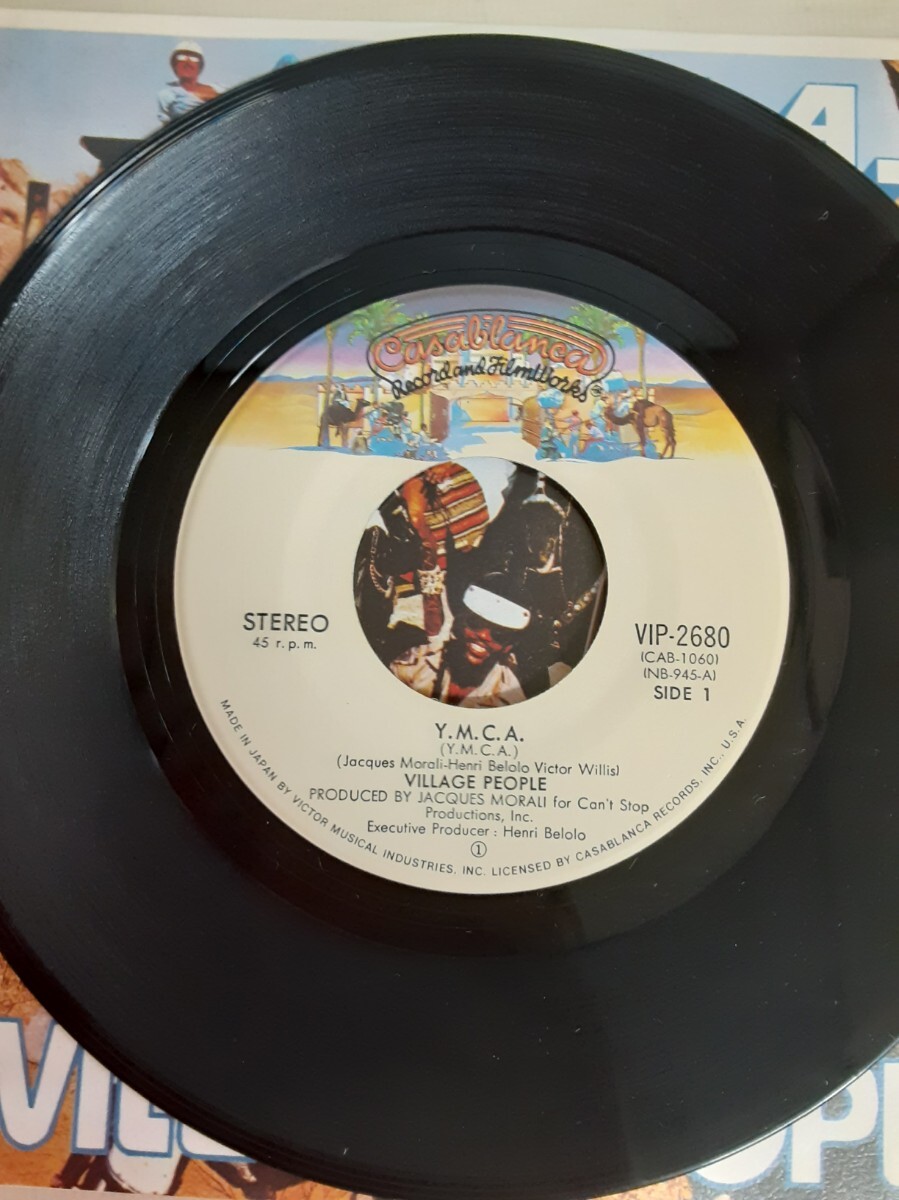 A.
Casablanca
Record and FilmWorks
STEREO
45 r.p.m.
VIP-2680
(CAB-1060)
(NB-945-A)
SIDE 1
Y.M.C.A.
(Y.M.C.A.)
(Jacques Morali-Henri Belolo Victor Willis)
VILLAGE PEOPLE
PRODUCED BY JACQUES MORALI for Can't Stop
Productions, Inc.
Executive Producer : Henri Belolo
①
MADE IN JAPAN BY VICTOR MUSICAL INDUSTRIES, INC. LICENSED BY CASABLANCA RECORDS, INC., U.S.A.
VILL OPL